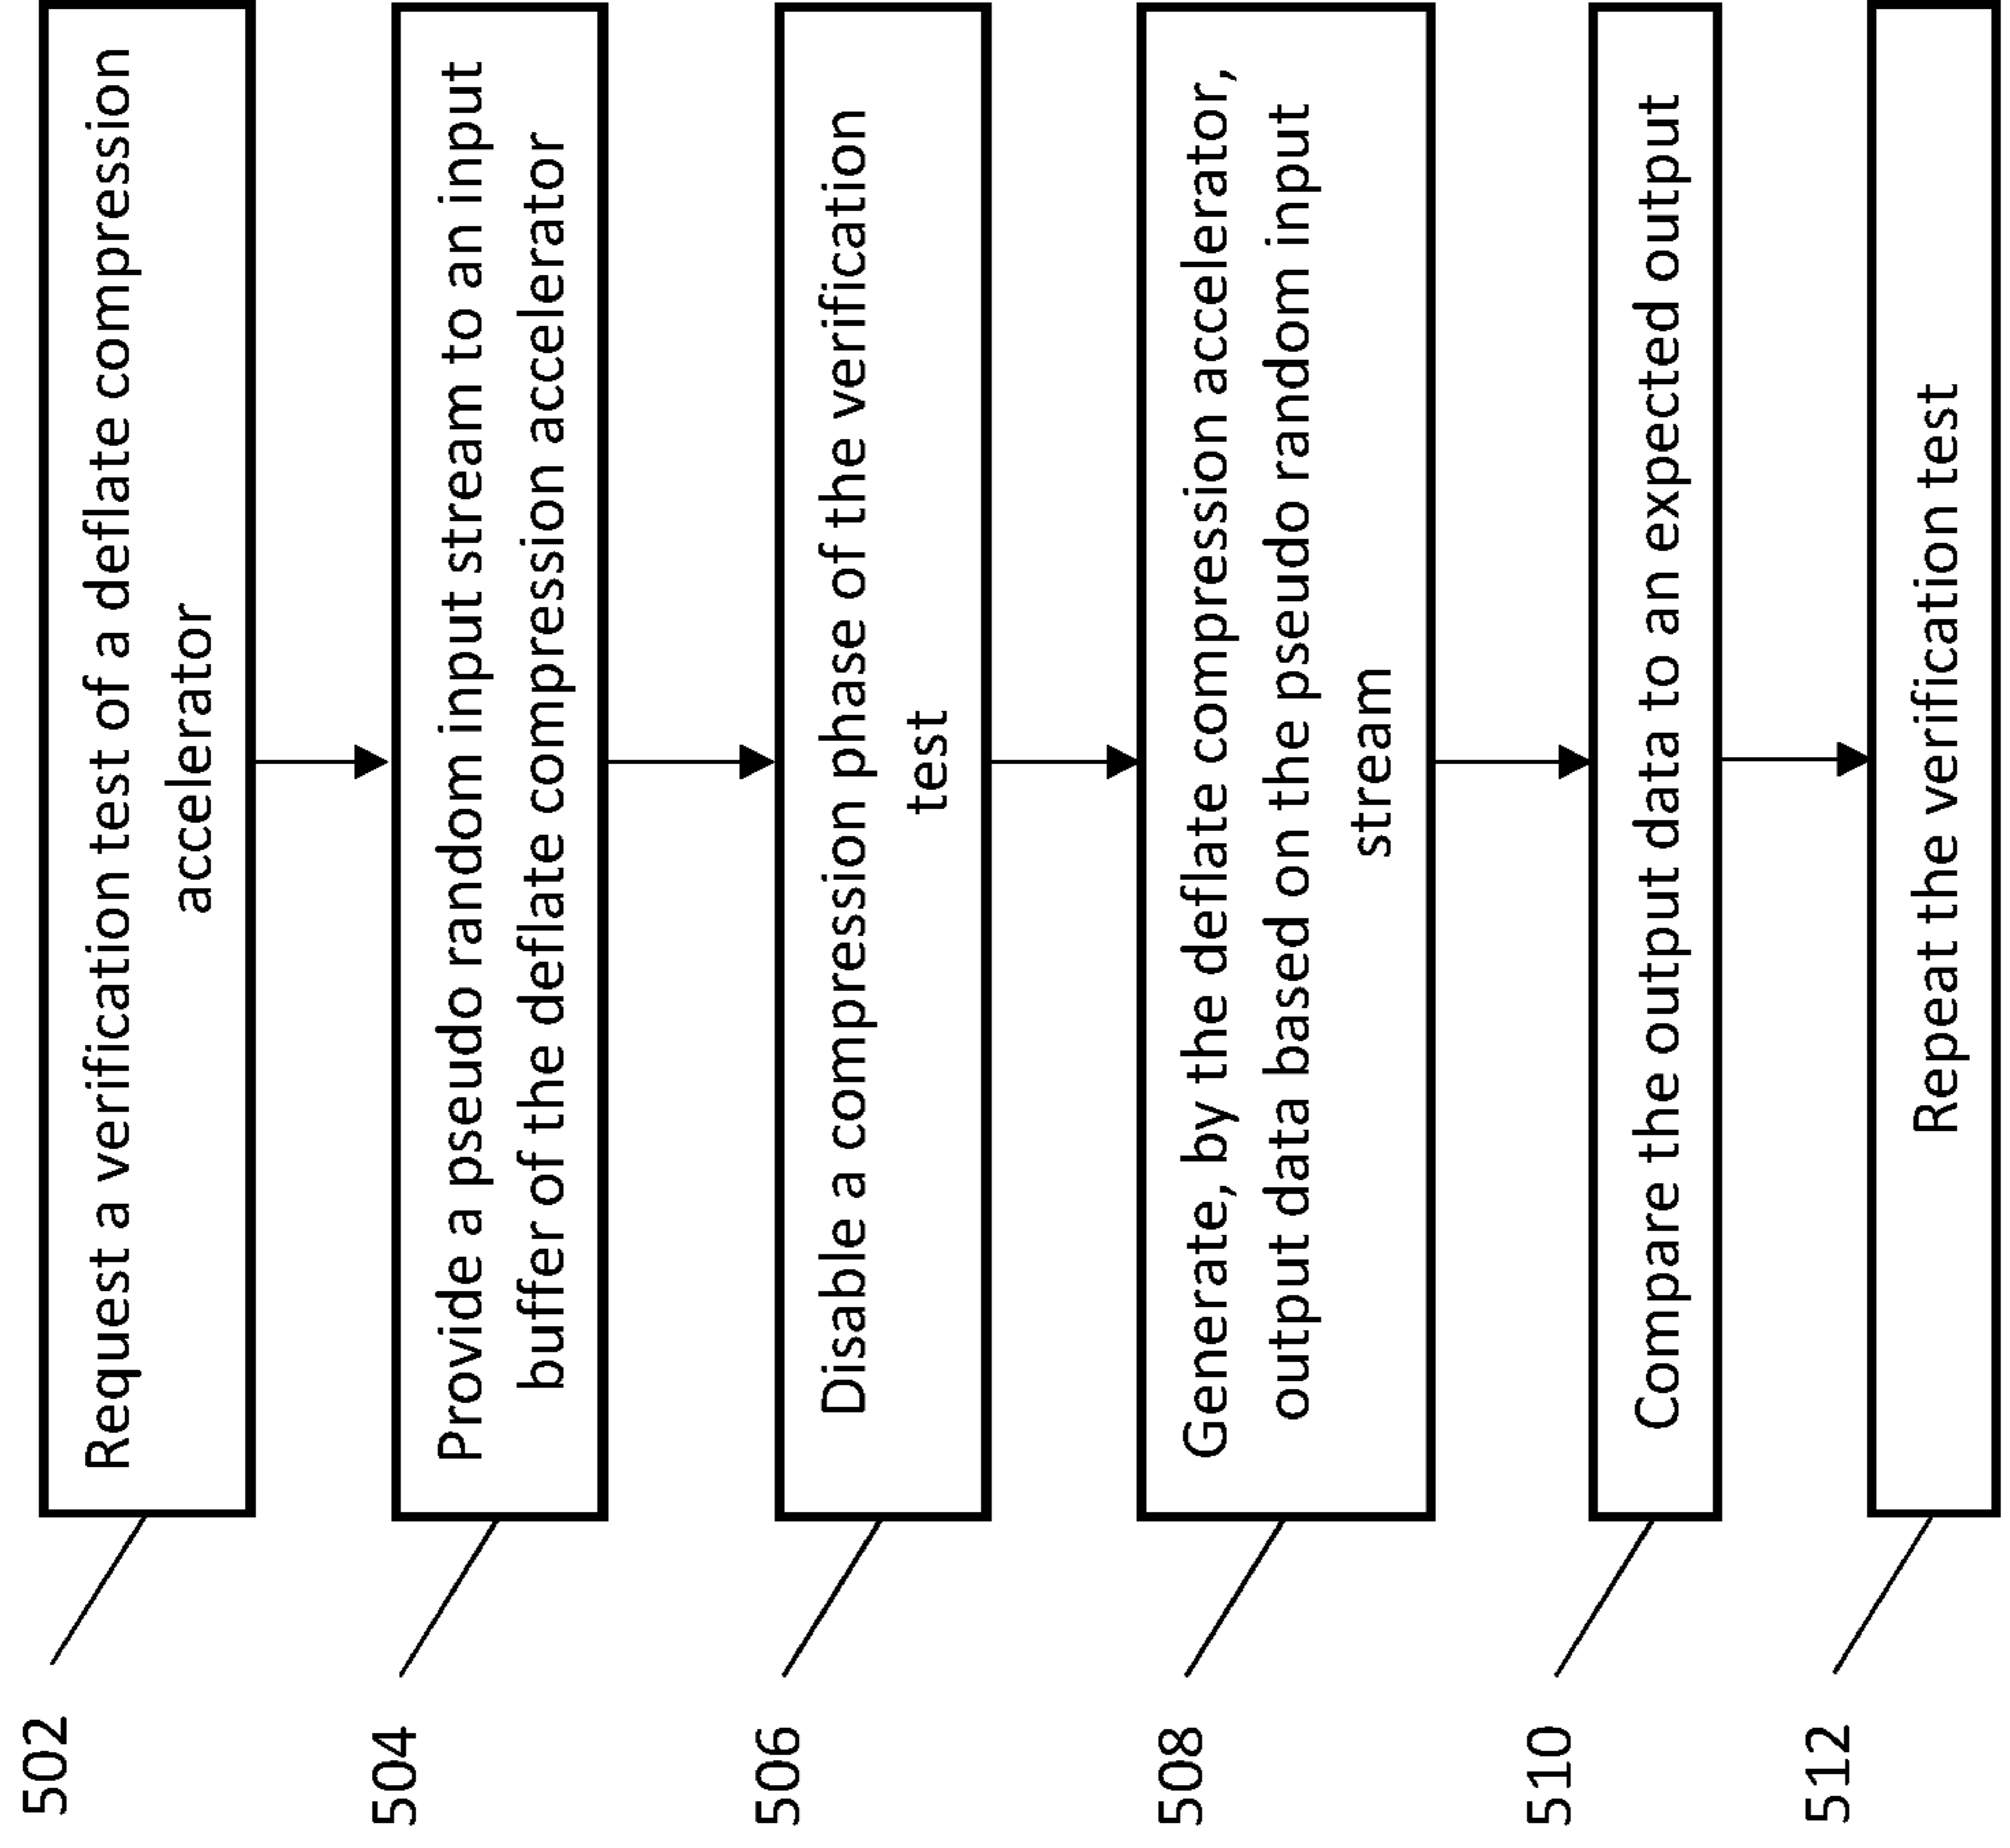 502
Request a verification test of a deflate compression
accelerator
504
Provide a pseudo random input stream to an input
buffer of the deflate compression accelerator
506
Disable a compression phase of the verification
test
508
Generate, by the deflate compression accelerator,
output data based on the pseudo random input
stream
510
Compare the output data to an expected output
512
Repeat the verification test